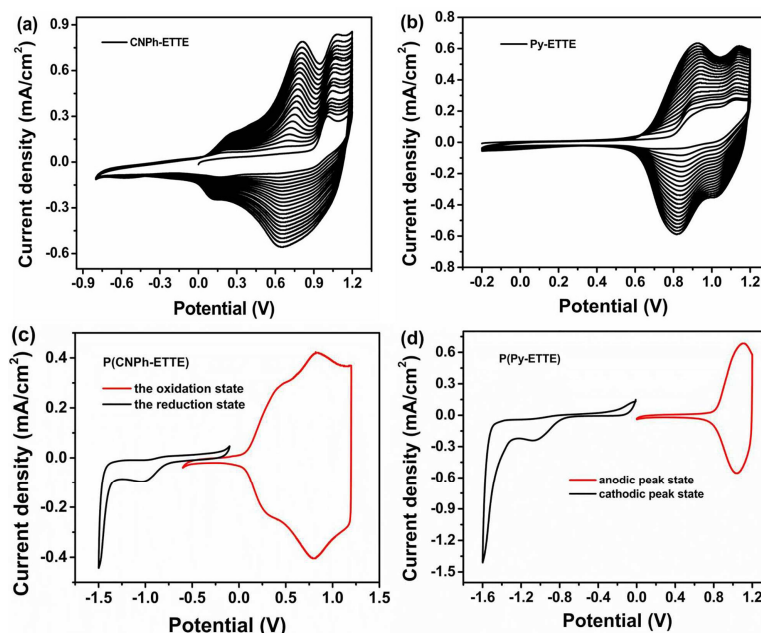 (a)
CNPh-ETTE
Current density (mA/cm²)
0.9
0.6
0.3
0.0
-0.3
-0.6
-0.9 -0.6 -0.3 0.0 0.3 0.6 0.9 1.2
Potential (V)
(b)
Py-ETTE
Current density (mA/cm²)
0.8
0.6
0.4
0.2
0.0
-0.2
-0.4
-0.6
-0.8
-0.2 0.0 0.2 0.4 0.6 0.8 1.0 1.2
Potential (V)
(c)
P(CNPh-ETTE)
the oxidation state
the reduction state
Current density (mA/cm²)
0.4
0.2
0.0
-0.2
-0.4
-1.5 -1.0 -0.5 0.0 0.5 1.0 1.5
Potential (V)
(d)
P(Py-ETTE)
anodic peak state
cathodic peak state
Current density (mA/cm²)
0.6
0.3
0.0
-0.3
-0.6
-0.9
-1.2
-1.5
-1.6 -1.2 -0.8 -0.4 0.0 0.4 0.8 1.2
Potential (V)